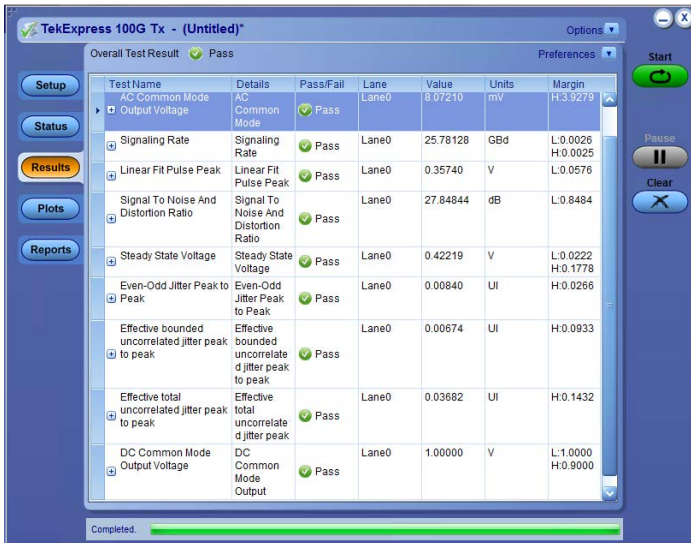 TekExpress 100G Tx - (Untitled)*
Options
Overall Test Result Pass
Preferences
Start
Setup
Status
Results
Plots
Reports
Pause
Clear
Test Name Details Pass/Fail Lane Value Units Margin
AC Common Mode Output Voltage AC Common Mode Pass Lane0 8.07210 mV H:3.9279
Signaling Rate Signaling Rate Pass Lane0 25.78128 GBd L:0.0026 H:0.0025
Linear Fit Pulse Peak Linear Fit Pulse Peak Pass Lane0 0.35740 V L:0.0576
Signal To Noise And Distortion Ratio Signal To Noise And Distortion Ratio Pass Lane0 27.84844 dB L:0.8484
Steady State Voltage Steady State Voltage Pass Lane0 0.42219 V L:0.0222 H:0.1778
Even-Odd Jitter Peak to Peak Even-Odd Jitter Peak to Peak Pass Lane0 0.00840 UI H:0.0266
Effective bounded uncorrelated jitter peak to peak Effective bounded uncorrelate d jitter peak to peak Pass Lane0 0.00674 UI H:0.0933
Effective total uncorrelated jitter peak to peak Effective total uncorrelate d jitter peak Pass Lane0 0.03682 UI H:0.1432
DC Common Mode Output Voltage DC Common Mode Output Pass Lane0 1.00000 V L:1.0000 H:0.9000
Completed.